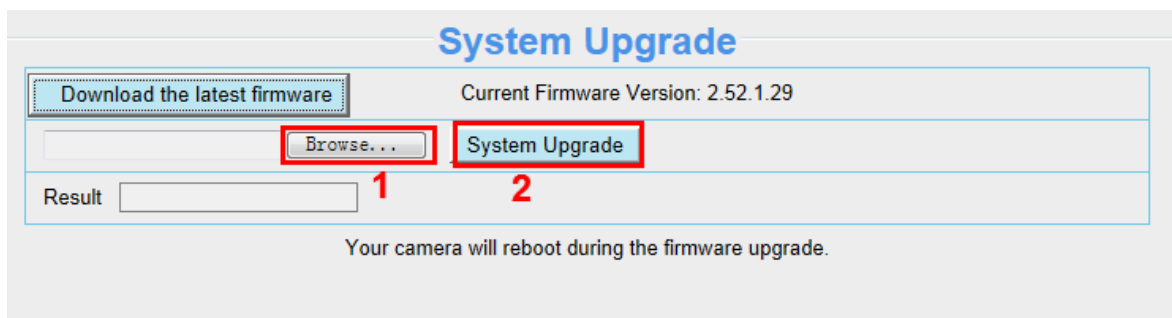 System Upgrade
Download the latest firmware
Current Firmware Version: 2.52.1.29
Browse...
System Upgrade
1
2
Result
Your camera will reboot during the firmware upgrade.